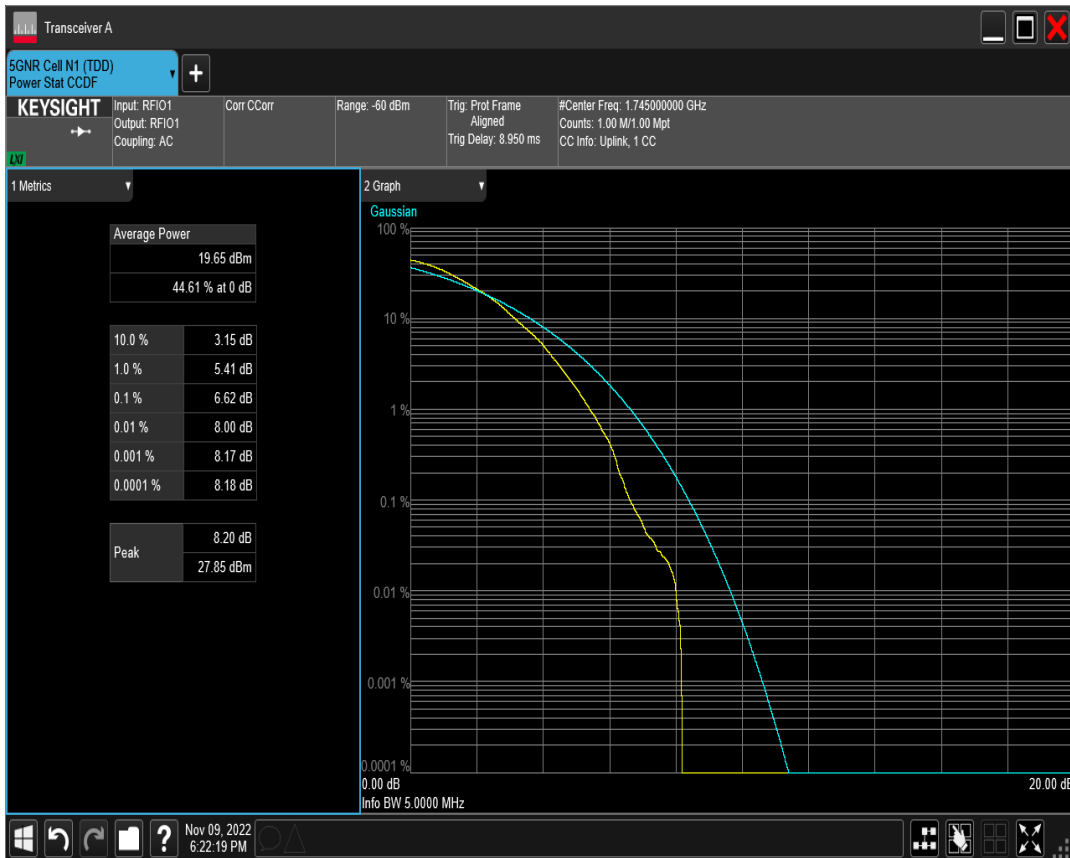 Transceiver A
5GNR Cell N1 (TDD)
Power Stat CCDF
+
KEYSIGHT
LXI
Input: RFIO1
Output: RFIO1
Coupling: AC
Corr CCorr
Range: -60 dBm
Trig: Prot Frame
Aligned
Trig Delay: 8.950 ms
#Center Freq: 1.745000000 GHz
Counts: 1.00 M/1.00 Mpt
CC Info: Uplink, 1 CC
1 Metrics
Average Power
19.65 dBm
44.61 % at 0 dB
10.0 % 3.15 dB
1.0 % 5.41 dB
0.1 % 6.62 dB
0.01 % 8.00 dB
0.001 % 8.17 dB
0.0001 % 8.18 dB
Peak 8.20 dB
27.85 dBm
2 Graph
Gaussian
100 %
10 %
1 %
0.1 %
0.01 %
0.001 %
0.0001 %
0.00 dB 20.00 dB
Info BW 5.0000 MHz
?
Nov 09, 2022
6:22:19 PM